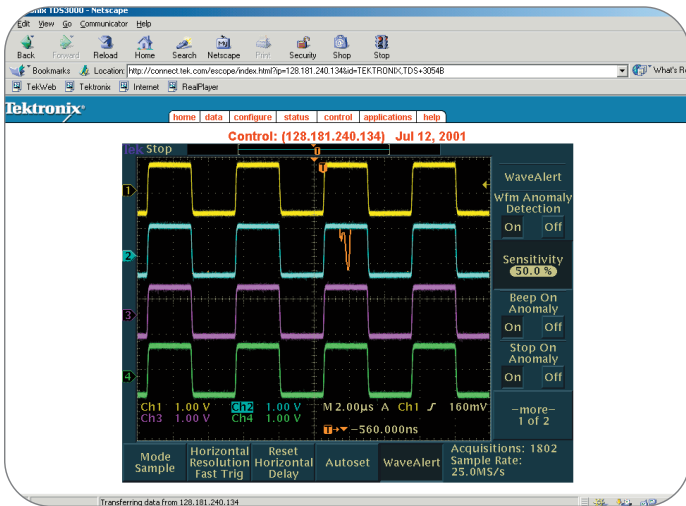 ronix TDS3000 - Netscape
Edit View Go Communicator Help
Back Forward Reload Home Search Netscape Print Security Shop Stop
Bookmarks Location: http://connect.tek.com/escope/index.html?ip=128.181.240.134&id=TEKTRONIX,TDS+3054B What's Re
TekWeb Tektronix Internet RealPlayer
Tektronix®
home data configure status control applications help
Control: (128.181.240.134) Jul 12, 2001
Tek Stop
T
T
1
2
3
4
WaveAlert
Wfm Anomaly
Detection
On Off
Sensitivity
50.0 %
Beep On
Anomaly
On Off
Stop On
Anomaly
On Off
-more-
1 of 2
Ch1 1.00 V Ch2 1.00 V M 2.00µs A Ch1 160mV
Ch3 1.00 V Ch4 1.00 V
T→▼ -560.000ns
Mode
Sample
Horizontal
Resolution
Fast Trig
Reset
Horizontal
Delay
Autoset
WaveAlert
Acquisitions: 1802
Sample
Rate:
25.0MS/s
Transferring data from 128.181.240.134